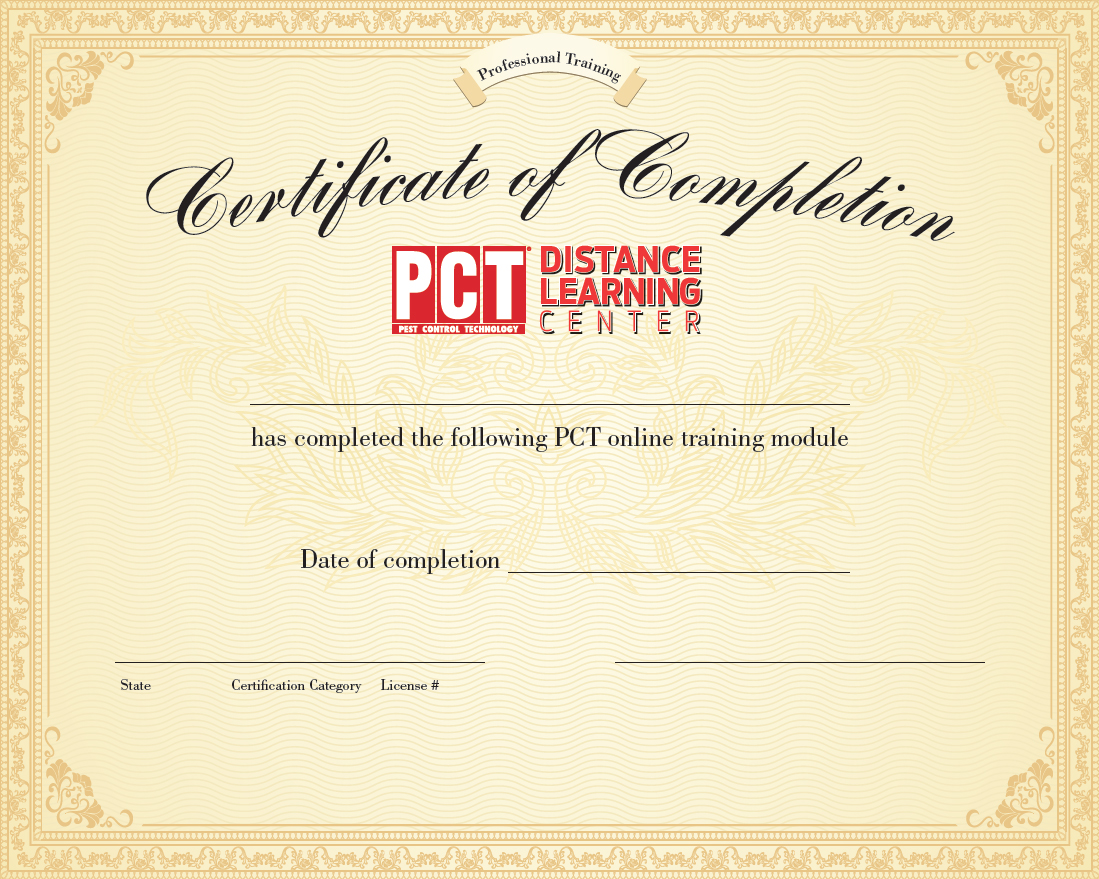 Professional Training
Certificate of Completion
PCT®
PEST CONTROL TECHNOLOGY
DISTANCE
LEARNING
CENTER
has completed the following PCT online training module
Date of completion
State Certification Category License #